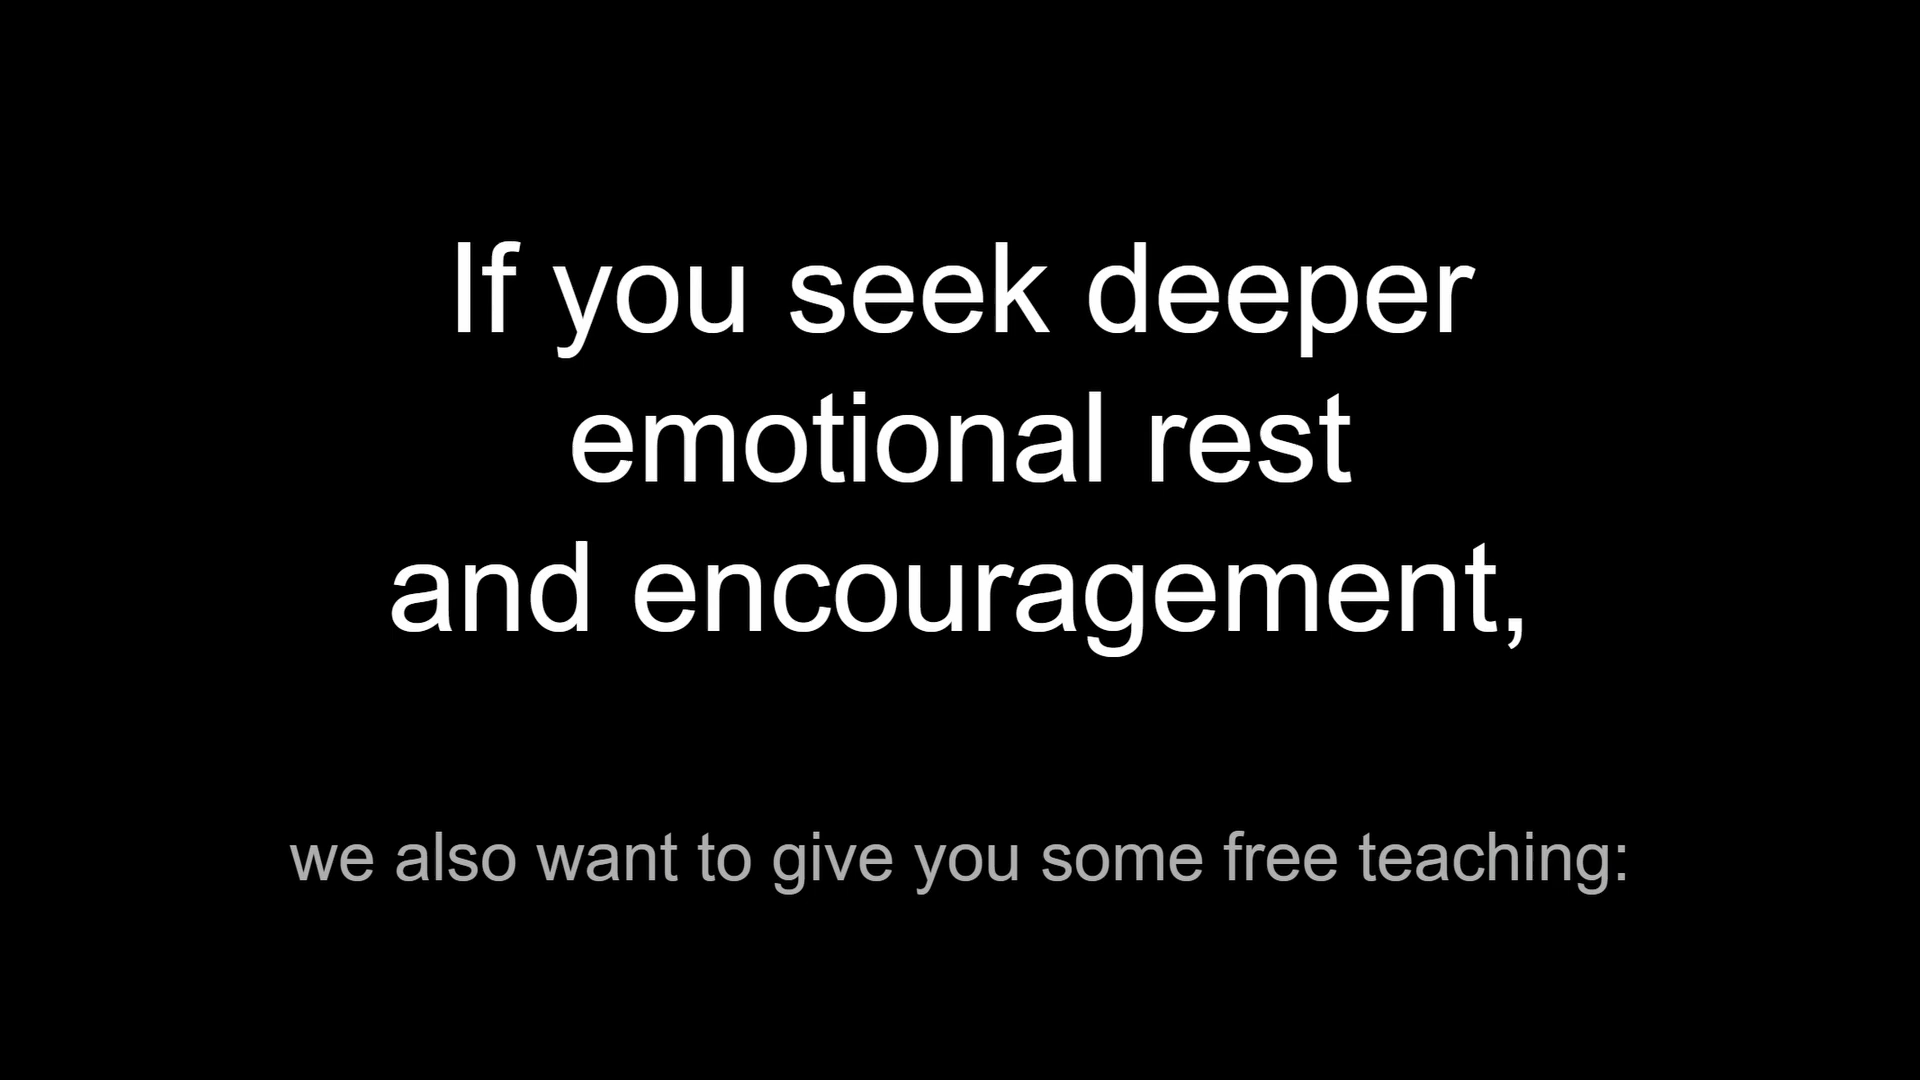 If you seek deeper
emotional rest
and encouragement,
we also want to give you some free teaching: